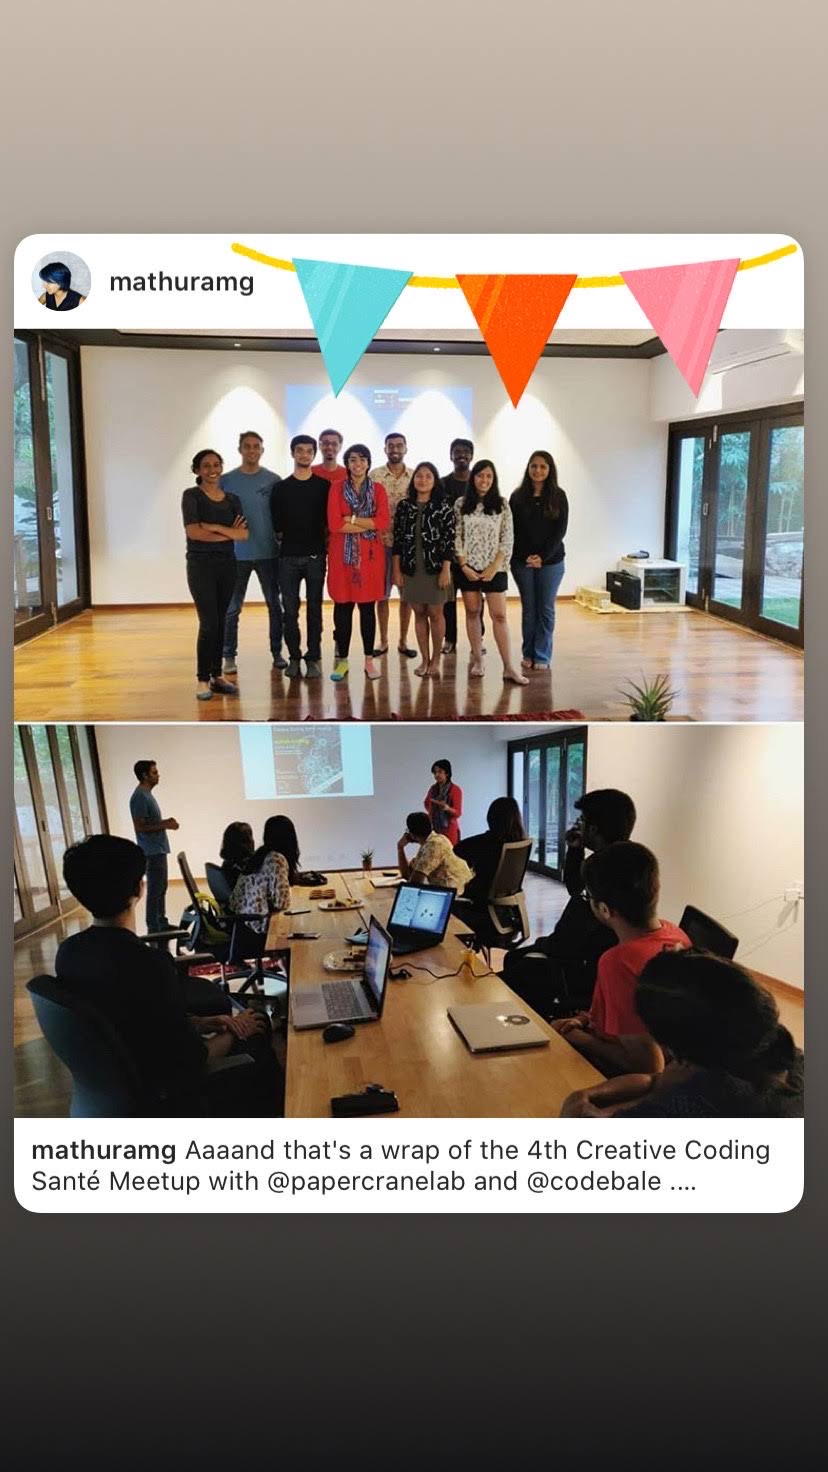 mathuramg
mathuramg Aaaand that's a wrap of the 4th Creative Coding
Santé Meetup with @papercranelab and @codebale ....